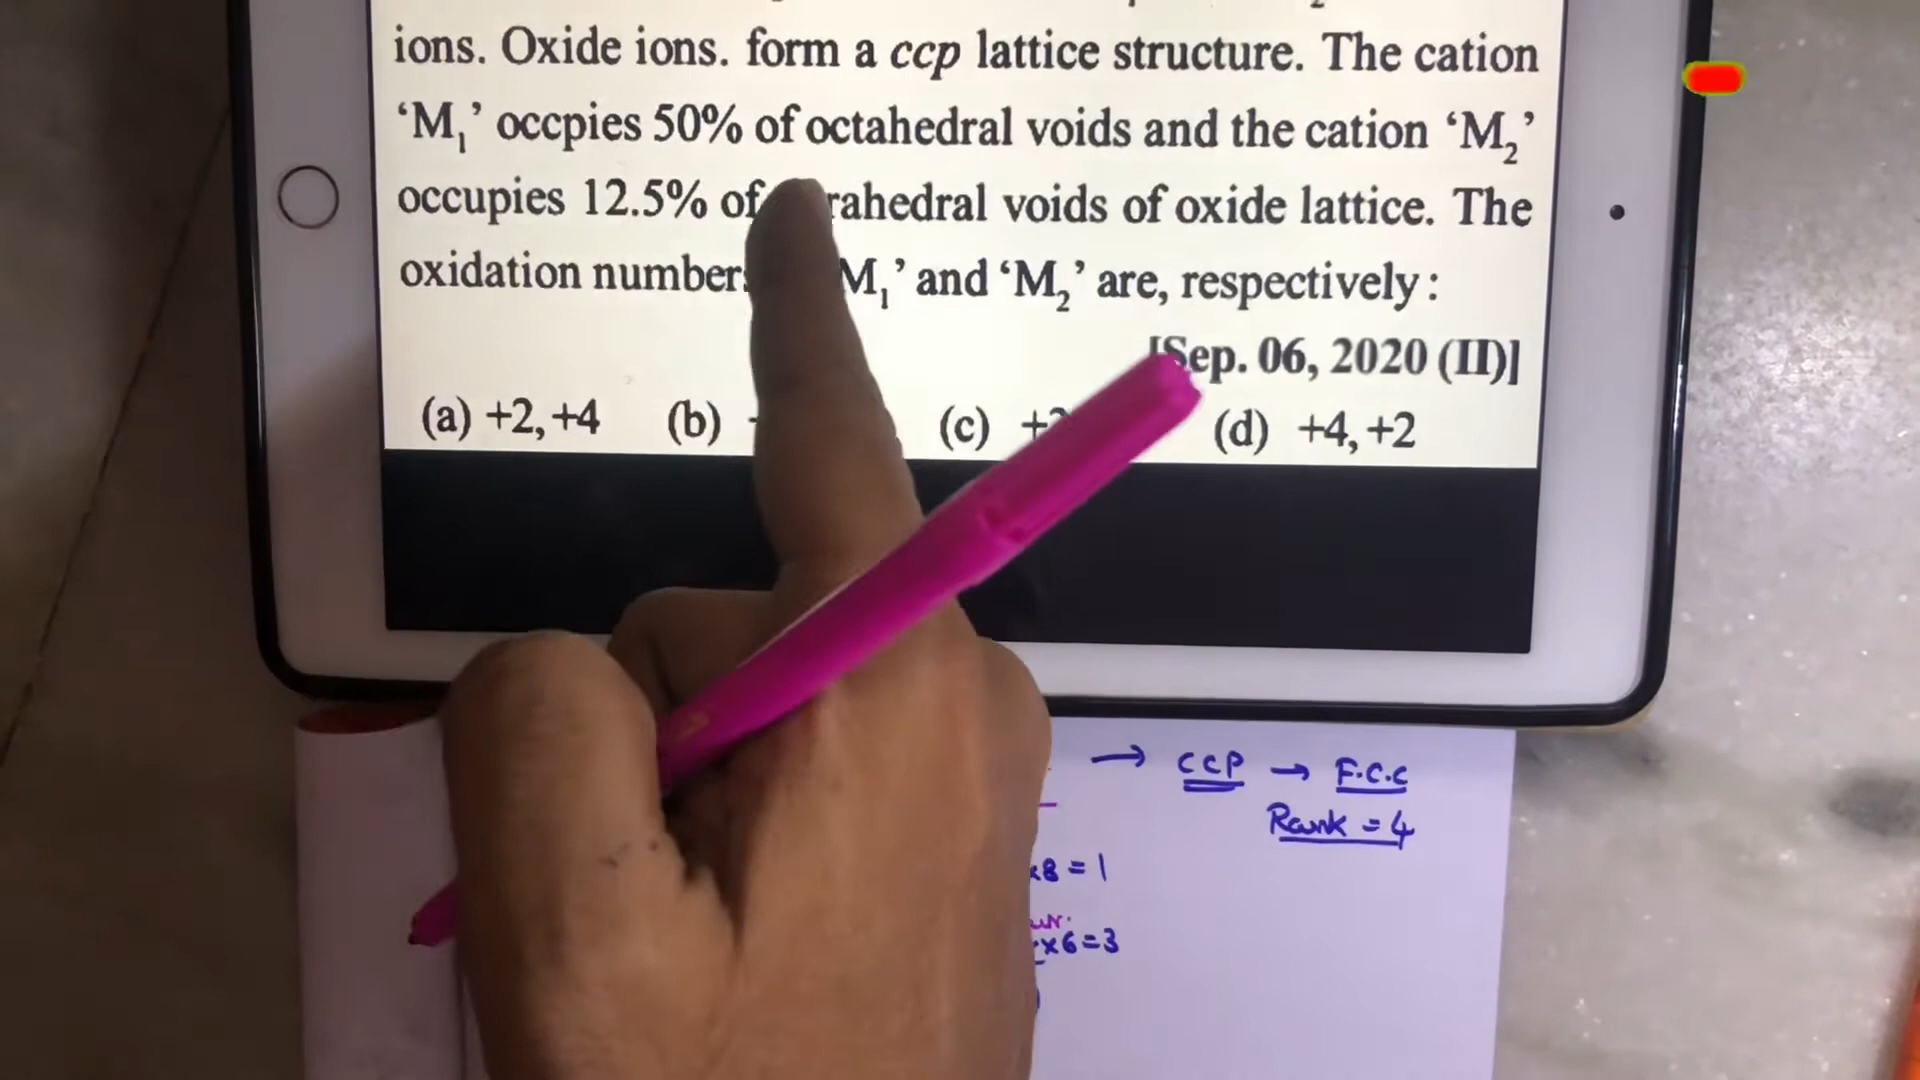 ions. Oxide ions. form a ccp lattice structure. The cation
‘M₁’ occpies 50% of octahedral voids and the cation ‘M₂’
occupies 12.5% of voids of oxide lattice. The
oxidation M₁’ and ‘M₂’ are, respectively :
[Sep. 06, 2020 (II)]
(a) +2, +4 (b) (c) (d) +4, +2
→ CCP → F.C.C
Rank = 4
x8 = 1
x6 = 3